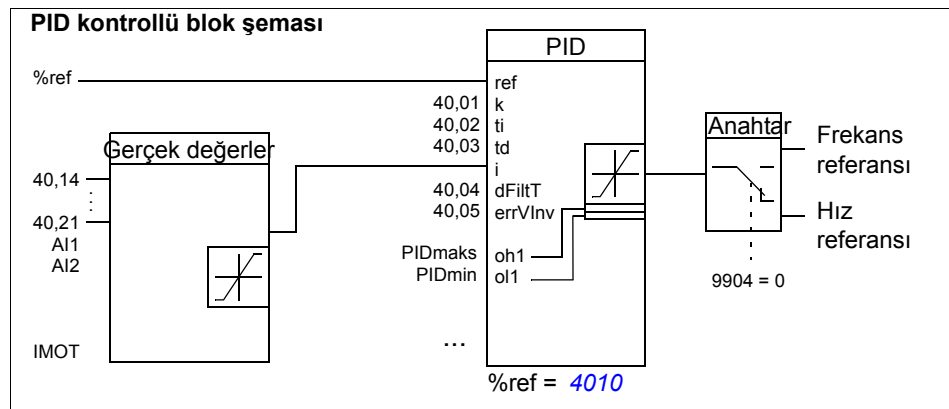 PID kontrollü blok şeması
PID
%ref
ref
40,01
k
40,02
ti
40,03
td
i
40,04
dFiltT
40,05
errVInv
PIDmaks
oh1
PIDmin
ol1
...
%ref = 4010
Gerçek değerler
40,14
40,21
AI1
AI2
IMOT
Anahtar
Frekans
referansı
Hız
referansı
9904 = 0